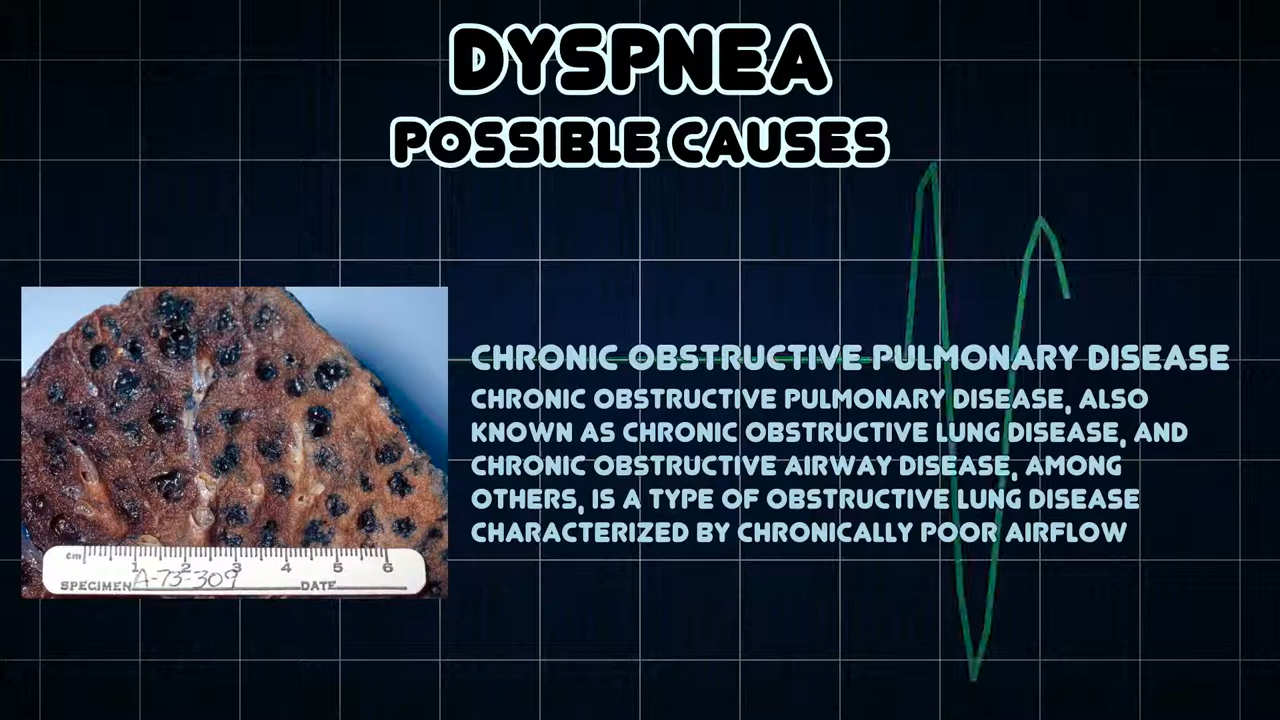 DYSPNEA
POSSIBLE CAUSES
CHRONIC OBSTRUCTIVE PULMONARY DISEASE
CHRONIC OBSTRUCTIVE PULMONARY DISEASE, ALSO
KNOWN AS CHRONIC OBSTRUCTIVE LUNG DISEASE, AND
CHRONIC OBSTRUCTIVE AIRWAY DISEASE, AMONG
OTHERS, IS A TYPE OF OBSTRUCTIVE LUNG DISEASE
CHARACTERIZED BY CHRONICALLY POOR AIRFLOW
cm 1 2 3 4 5 6
SPECIMEN A-73-309 DATE